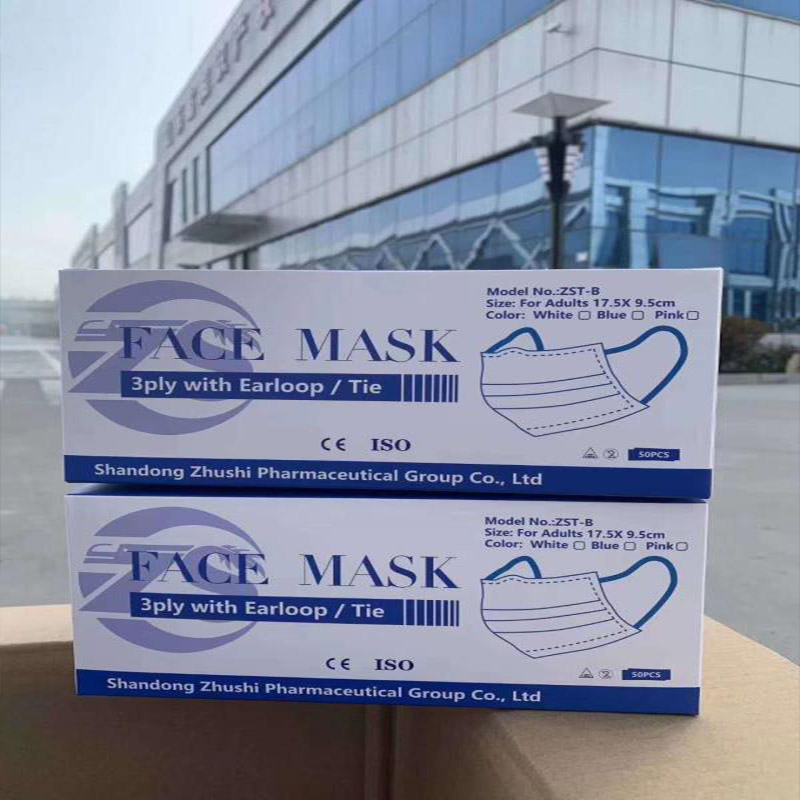 Model No.:ZST-B
Size: For Adults 17.5X 9.5cm
Color: White Blue Pink
FACE MASK
3ply with Earloop / Tie
CE ISO
50PCS
Shandong Zhushi Pharmaceutical Group Co., Ltd
Model No.:ZST-B
Size: For Adults 17.5X 9.5cm
Color: White Blue Pink
FACE MASK
3ply with Earloop / Tie
CE ISO
50PCS
Shandong Zhushi Pharmaceutical Group Co., Ltd